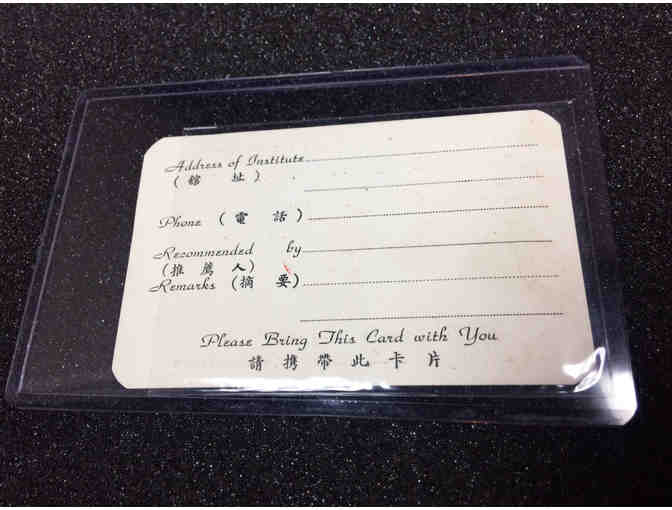 Address of Institute
(館 址)
Phone (電 話)
Recommended by
(推 薦 人)
Remarks (摘 要)
Please Bring This Card with You
請 携 帶 此 卡 片